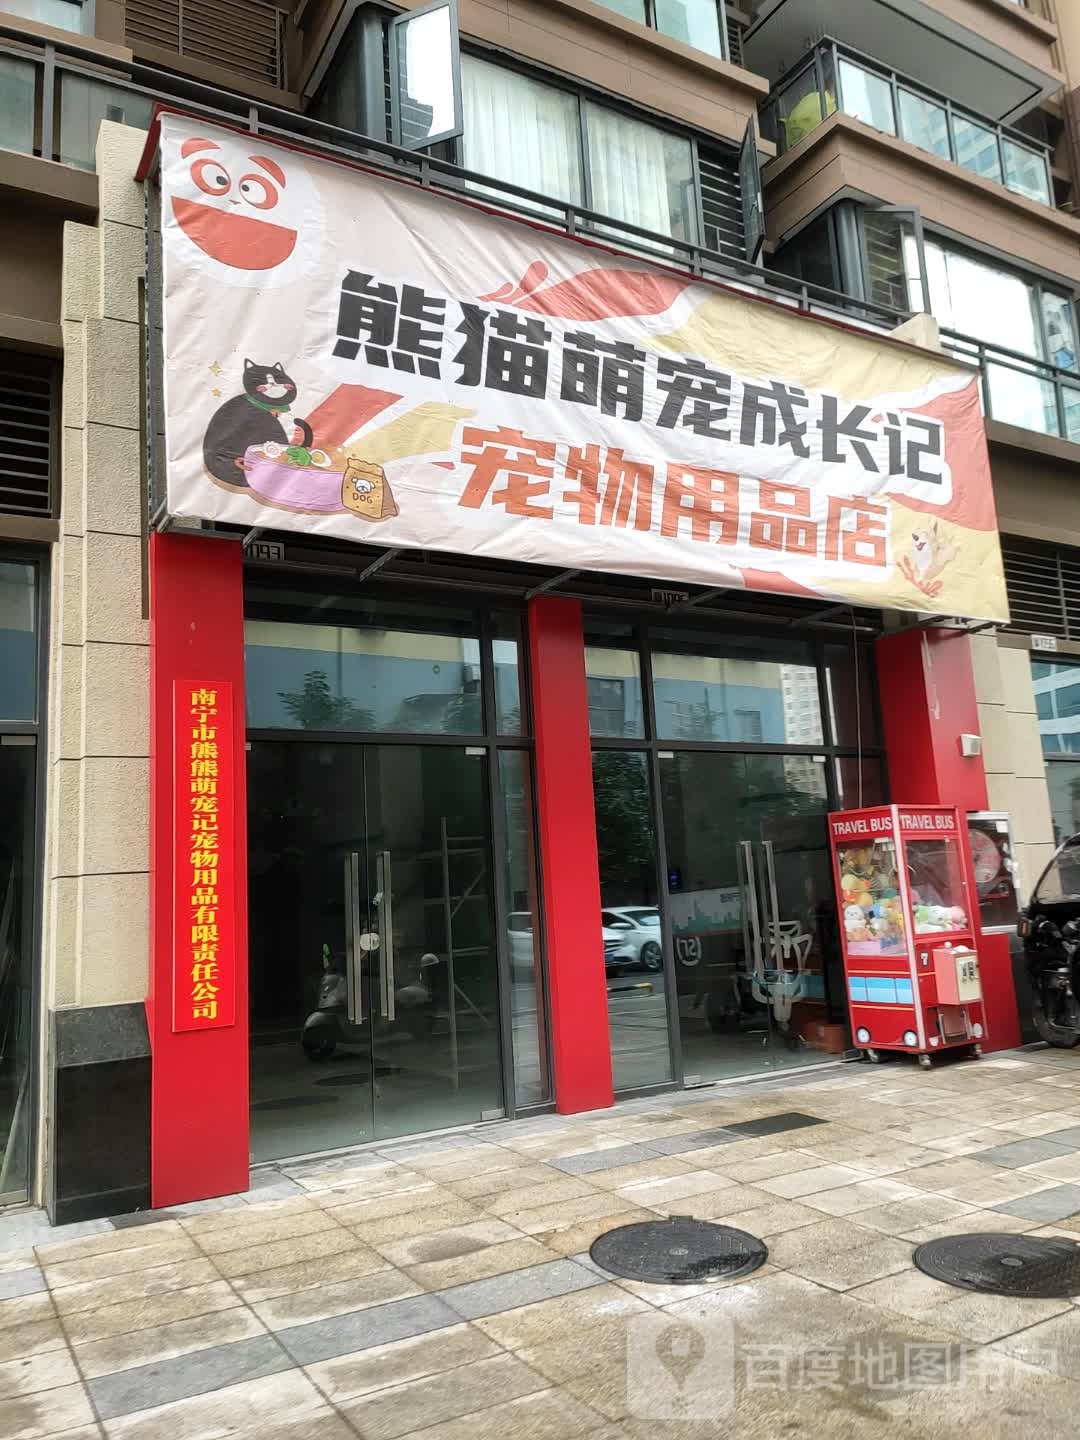 熊猫萌宠成长记
宠物用品店
DOG
1093
南宁市熊熊萌宠记宠物用品有限责任公司
TRAVEL BUS
TRAVEL BUS
7
百度地图用户